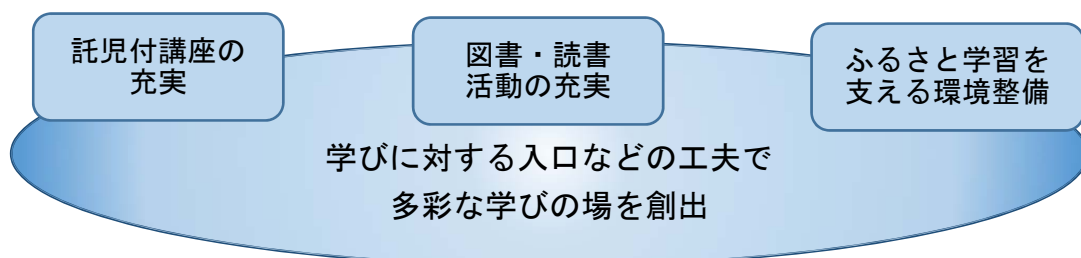 託児付講座の
充実
図書・読書
活動の充実
ふるさと学習を
支える環境整備
学びに対する入口などの工夫で
多彩な学びの場を創出